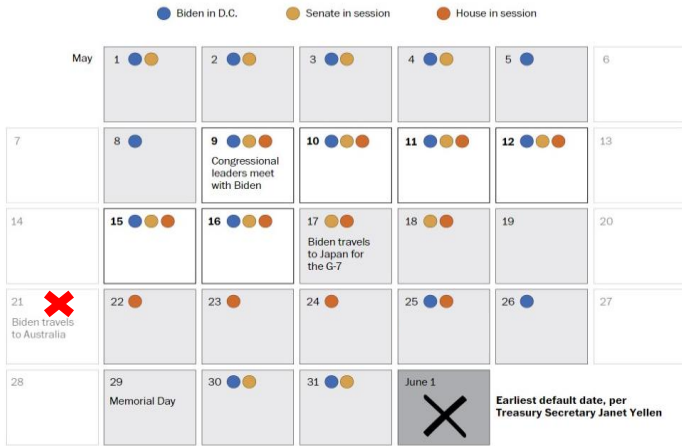 Biden in D.C. Senate in session House in session
May 1 2 3 4 5 6
7 8 9 10 11 12 13
Congressional
leaders meet
with Biden
14 15 16 17 18 19 20
Biden travels
to Japan for
the G-7
21 22 23 24 25 26 27
Biden travels
to Australia
28 29 30 31 June 1
Memorial Day
Earliest default date, per
Treasury Secretary Janet Yellen